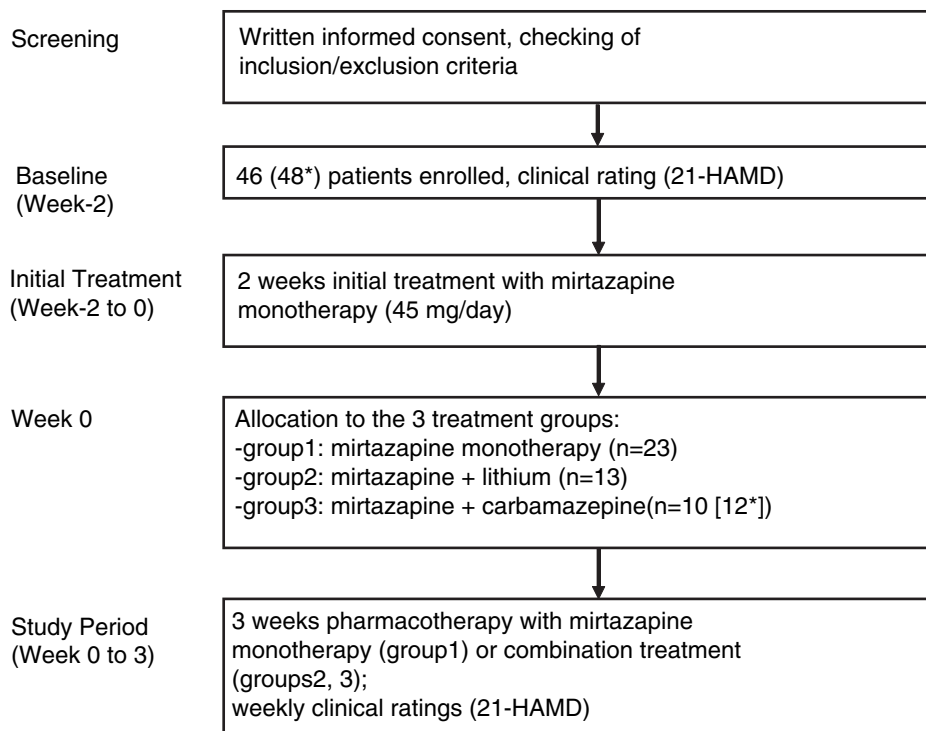 Screening
Written informed consent, checking of
inclusion/exclusion criteria
Baseline
(Week-2)
46 (48*) patients enrolled, clinical rating (21-HAMD)
Initial Treatment
(Week-2 to 0)
2 weeks initial treatment with mirtazapine
monotherapy (45 mg/day)
Week 0
Allocation to the 3 treatment groups:
-group1: mirtazapine monotherapy (n=23)
-group2: mirtazapine + lithium (n=13)
-group3: mirtazapine + carbamazepine(n=10 [12*])
Study Period
(Week 0 to 3)
3 weeks pharmacotherapy with mirtazapine
monotherapy (group1) or combination treatment
(groups2, 3);
weekly clinical ratings (21-HAMD)